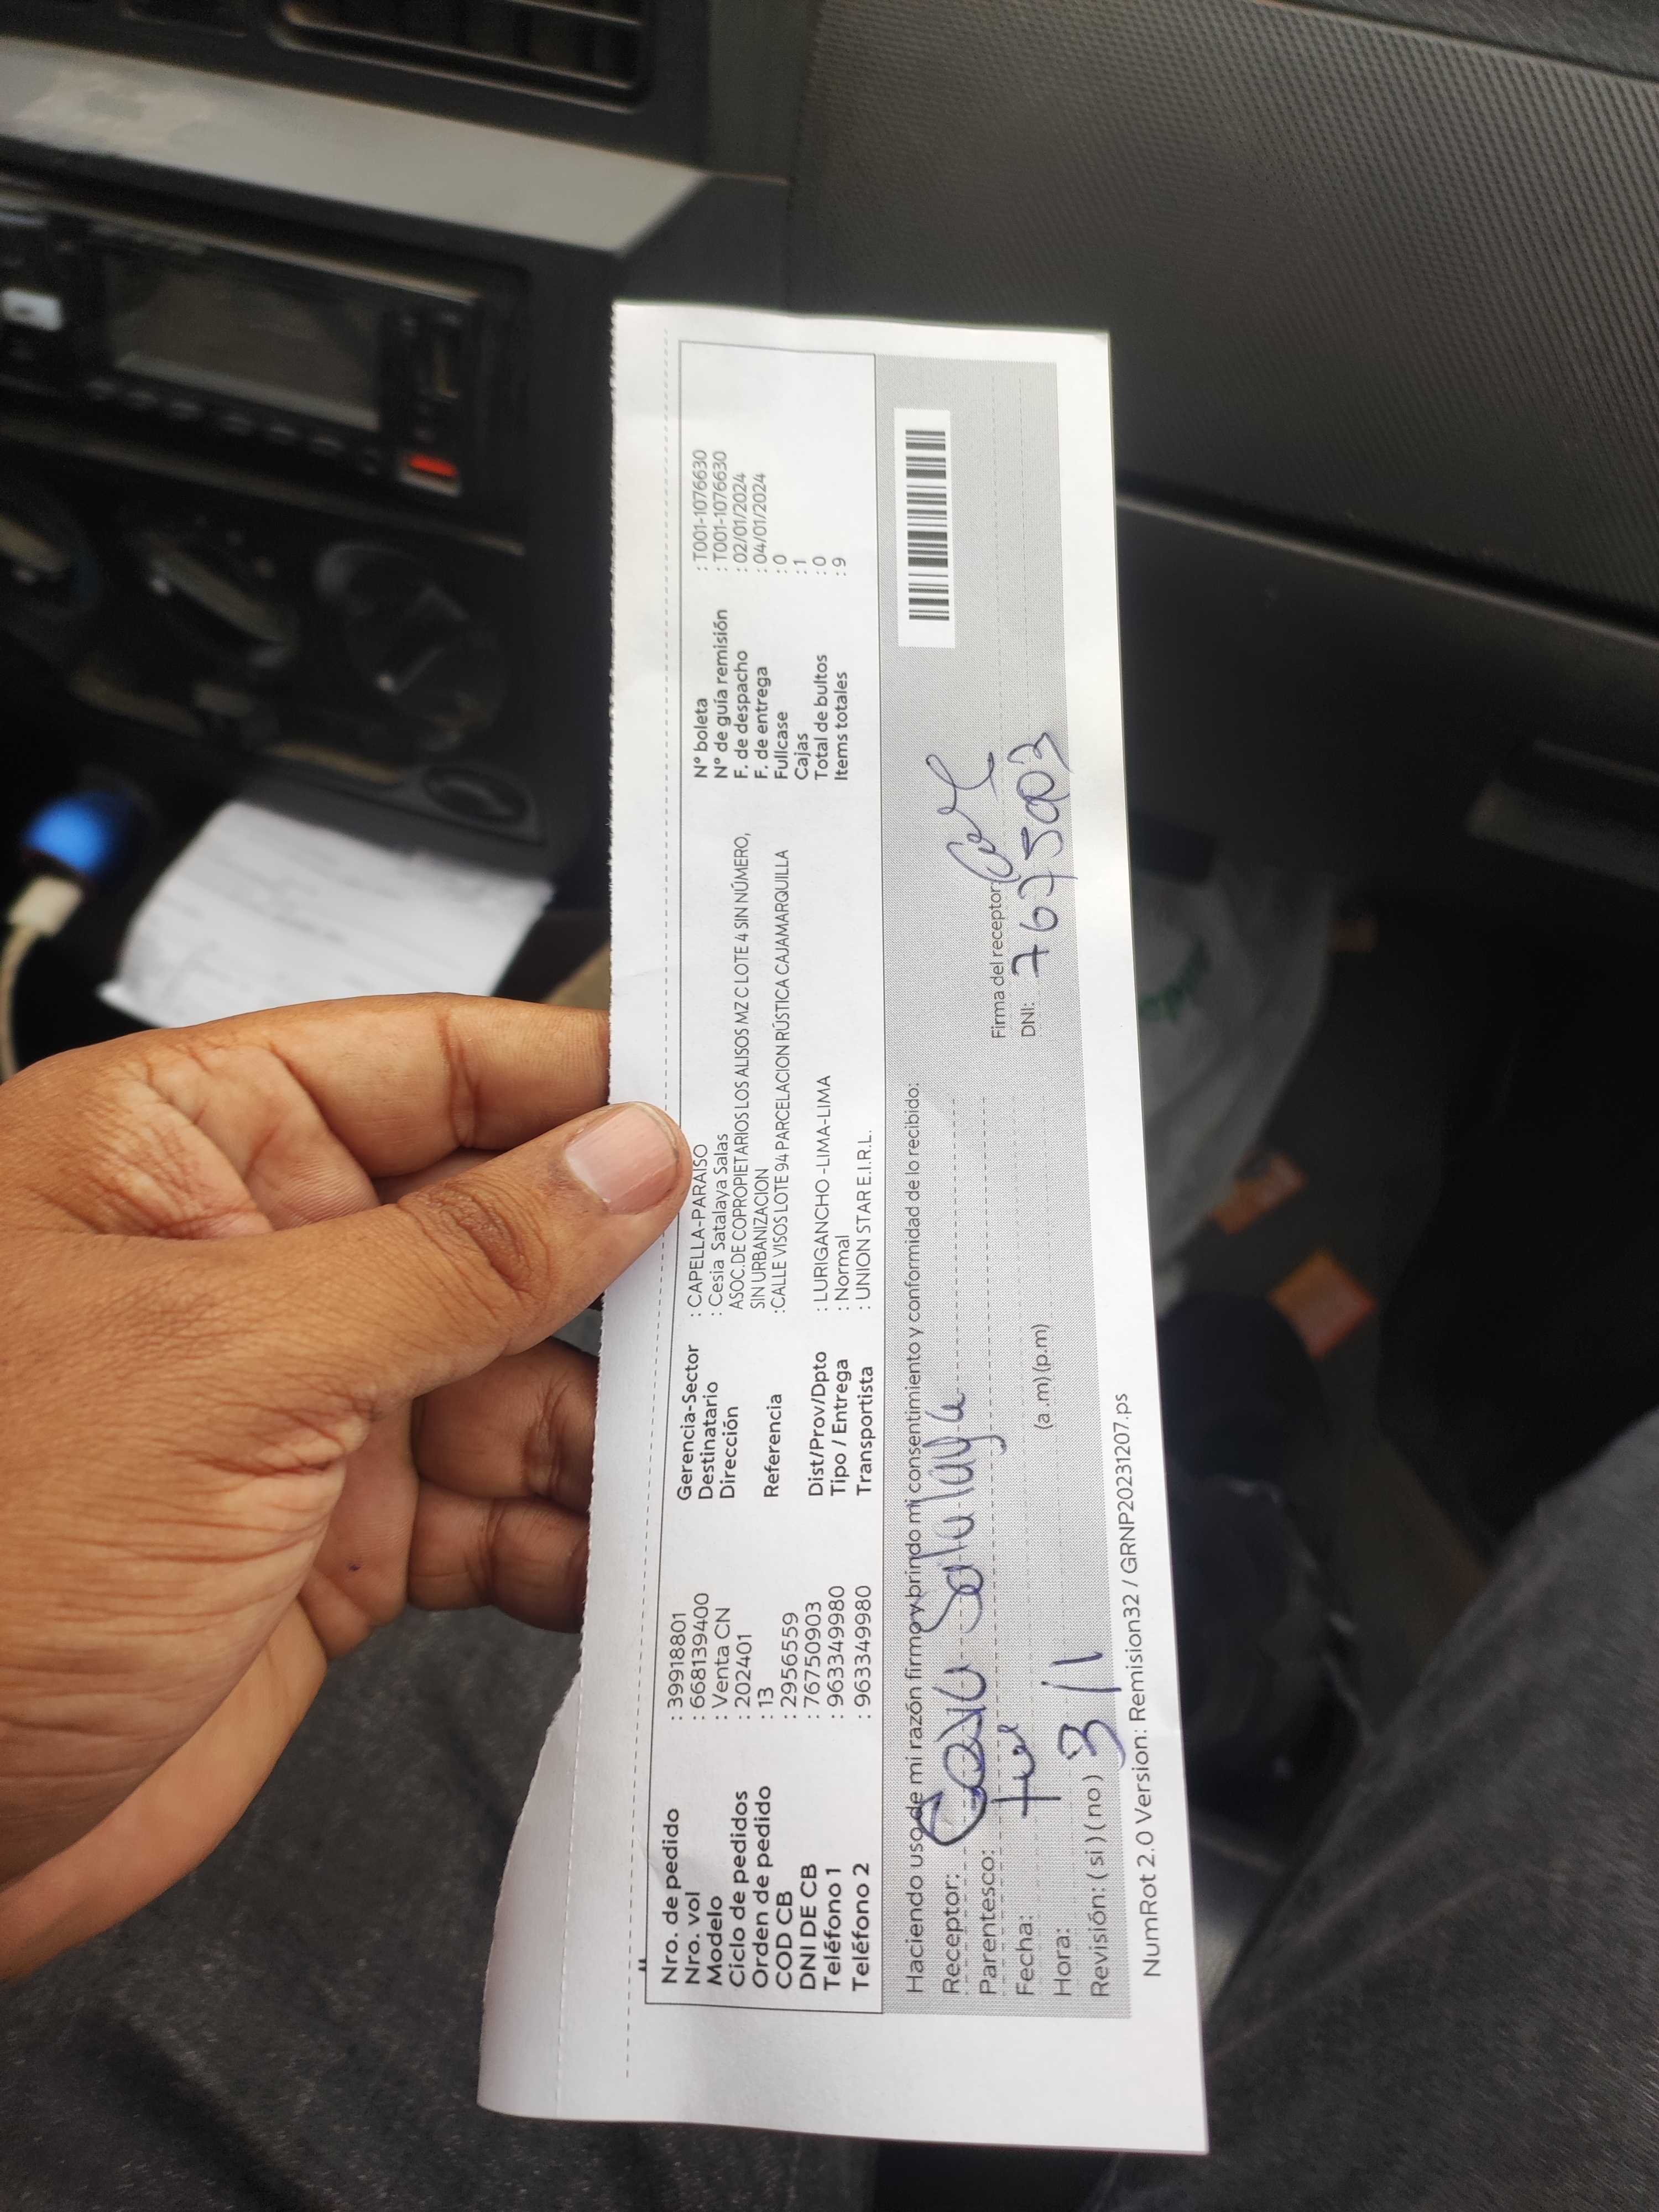 Nro. de pedido : 39918801
Nro. vol : 668139400
Modelo : Venta CN
Ciclo de pedidos : 202401
Orden de pedido : 13
COD CB : 29565559
DNI DE CB : 76750903
Teléfono 1 : 963349980
Teléfono 2 : 963349980
Gerencia-Sector : CAPELLA-PARAISO
Destinatario : Cesia Satalaya Salas
Dirección ASOC.DE COPROPIETARIOS LOS ALISOS MZ C LOTE 4 SIN NÚMERO,
SIN URBANIZACION
Referencia :CALLE VISOS LOTE 94 PARCELACION RÚSTICA CAJAMARQUILLA
Dist/Prov/Dpto : LURIGANCHO -LIMA-LIMA
Tipo / Entrega : Normal
Transportista : UNION STAR E.I.R.L.
N° boleta : T001-1076630
N° de guía remisión : T001-1076630
F. de despacho : 02/01/2024
F. de entrega : 04/01/2024
Fullcase : 0
Cajas : 1
Total de bultos : 0
Items totales : 9
Haciendo uso de mi razón firmo y brindo mi consentimiento y conformidad de lo recibido:
Receptor: Satalaya
Parentesco:
Fecha:
Hora: 3/1 (a.m) (p.m)
Revisión: ( si ) ( no )
Firma del receptor:
DNI:
NumRot 2.0 Version: Remision32 / GRNP20231207.ps